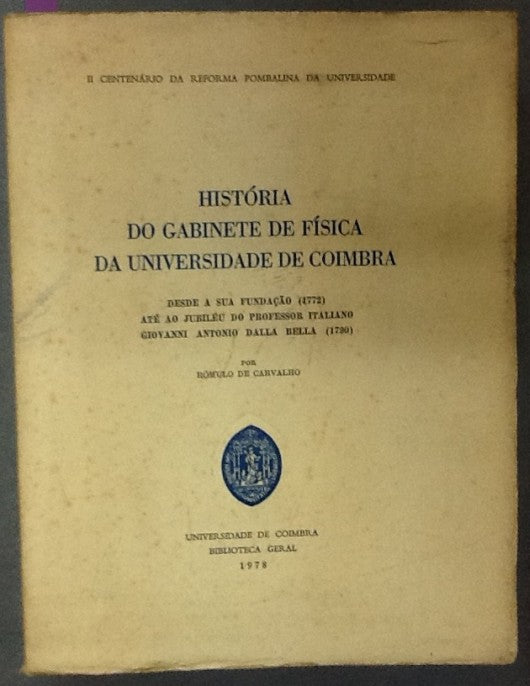 II CENTENÁRIO DA REFORMA POMBALINA DA UNIVERSIDADE
HISTÓRIA
DO GABINETE DE FÍSICA
DA UNIVERSIDADE DE COIMBRA
DESDE A SUA FUNDAÇÃO (1772)
ATÉ AO JUBILÉU DO PROFESSOR ITALIANO
GIOVANNI ANTONIO DALLA BELLA (1790)
POR
RÓMULO DE CARVALHO
UNIVERSIDADE DE COIMBRA
BIBLIOTECA GERAL
1978